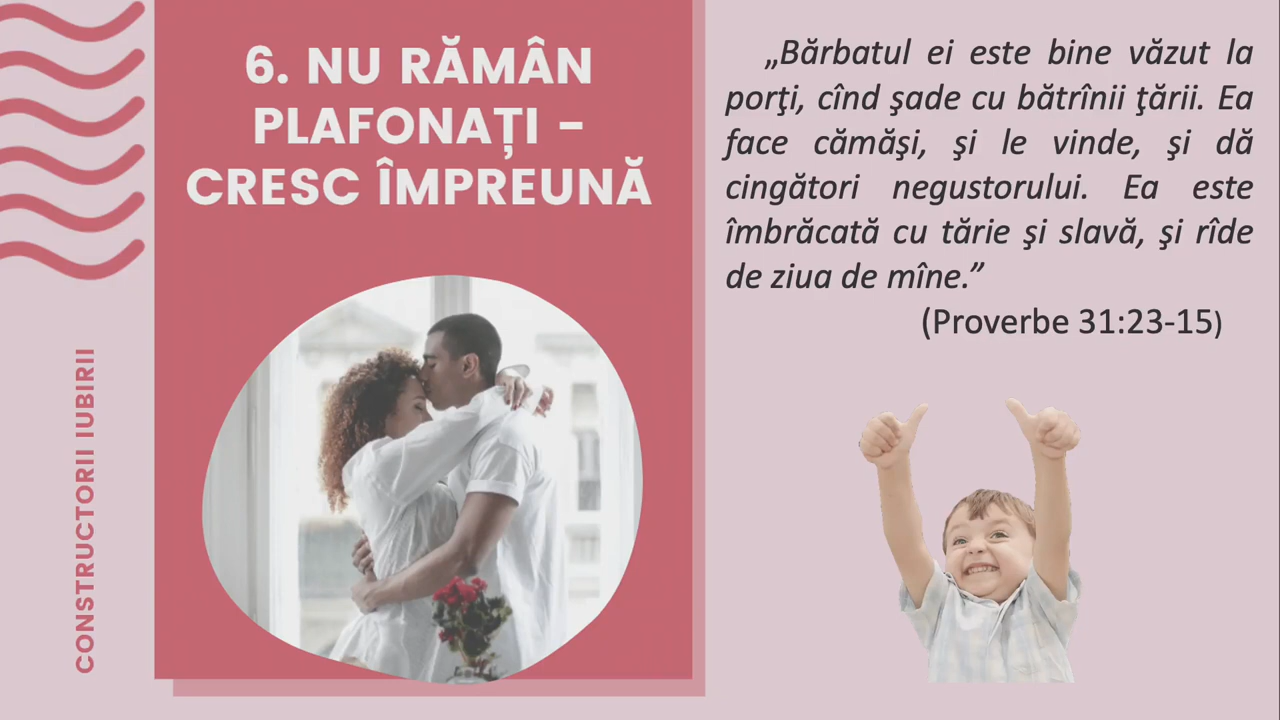 6. NU RĂMÂN
PLAFONAȚI -
CRESC ÎMPREUNĂ
CONSTRUCTORII IUBIRII
„Bărbatul ei este bine văzut la
porţi, cînd şade cu bătrînii ţării. Ea
face cămăşi, şi le vinde, şi dă
cingători negustorului. Ea este
îmbrăcată cu tărie şi slavă, şi rîde
de ziua de mîne.”
(Proverbe 31:23-15)